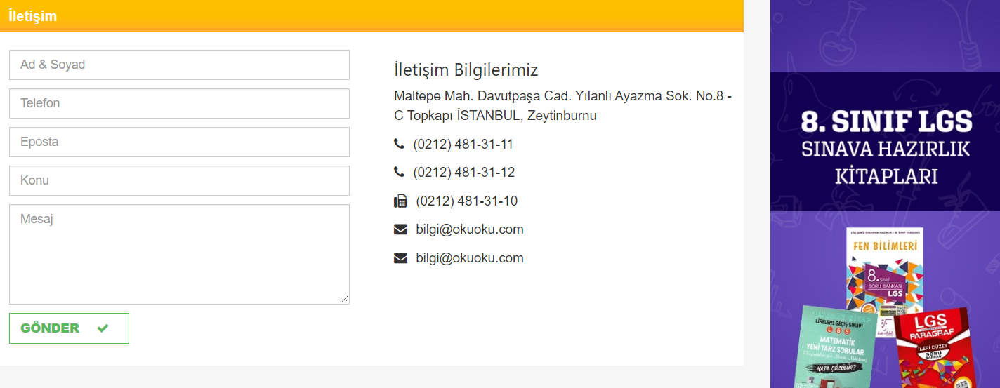 İletişim
Ad & Soyad
Telefon
Eposta
Konu
Mesaj
GÖNDER
İletişim Bilgilerimiz
Maltepe Mah. Davutpaşa Cad. Yılanlı Ayazma Sok. No.8 -
C Topkapı İSTANBUL, Zeytinburnu
(0212) 481-31-11
(0212) 481-31-12
(0212) 481-31-10
bilgi@okuoku.com
bilgi@okuoku.com
8. SINIF LGS
SINAVA HAZIRLIK
KİTAPLARI
FEN BİLİMLERİ
8. SINIF
SORU BANKASI
LGS
LİSELERE GEÇİŞ SINAVI
LGS
MATEMATİK
YENİ TARZ SORULAR
NASIL ÇÖZÜLÜR?
LGS
PARAGRAF
İLERİ DÜZEY
SORU
BANKASI